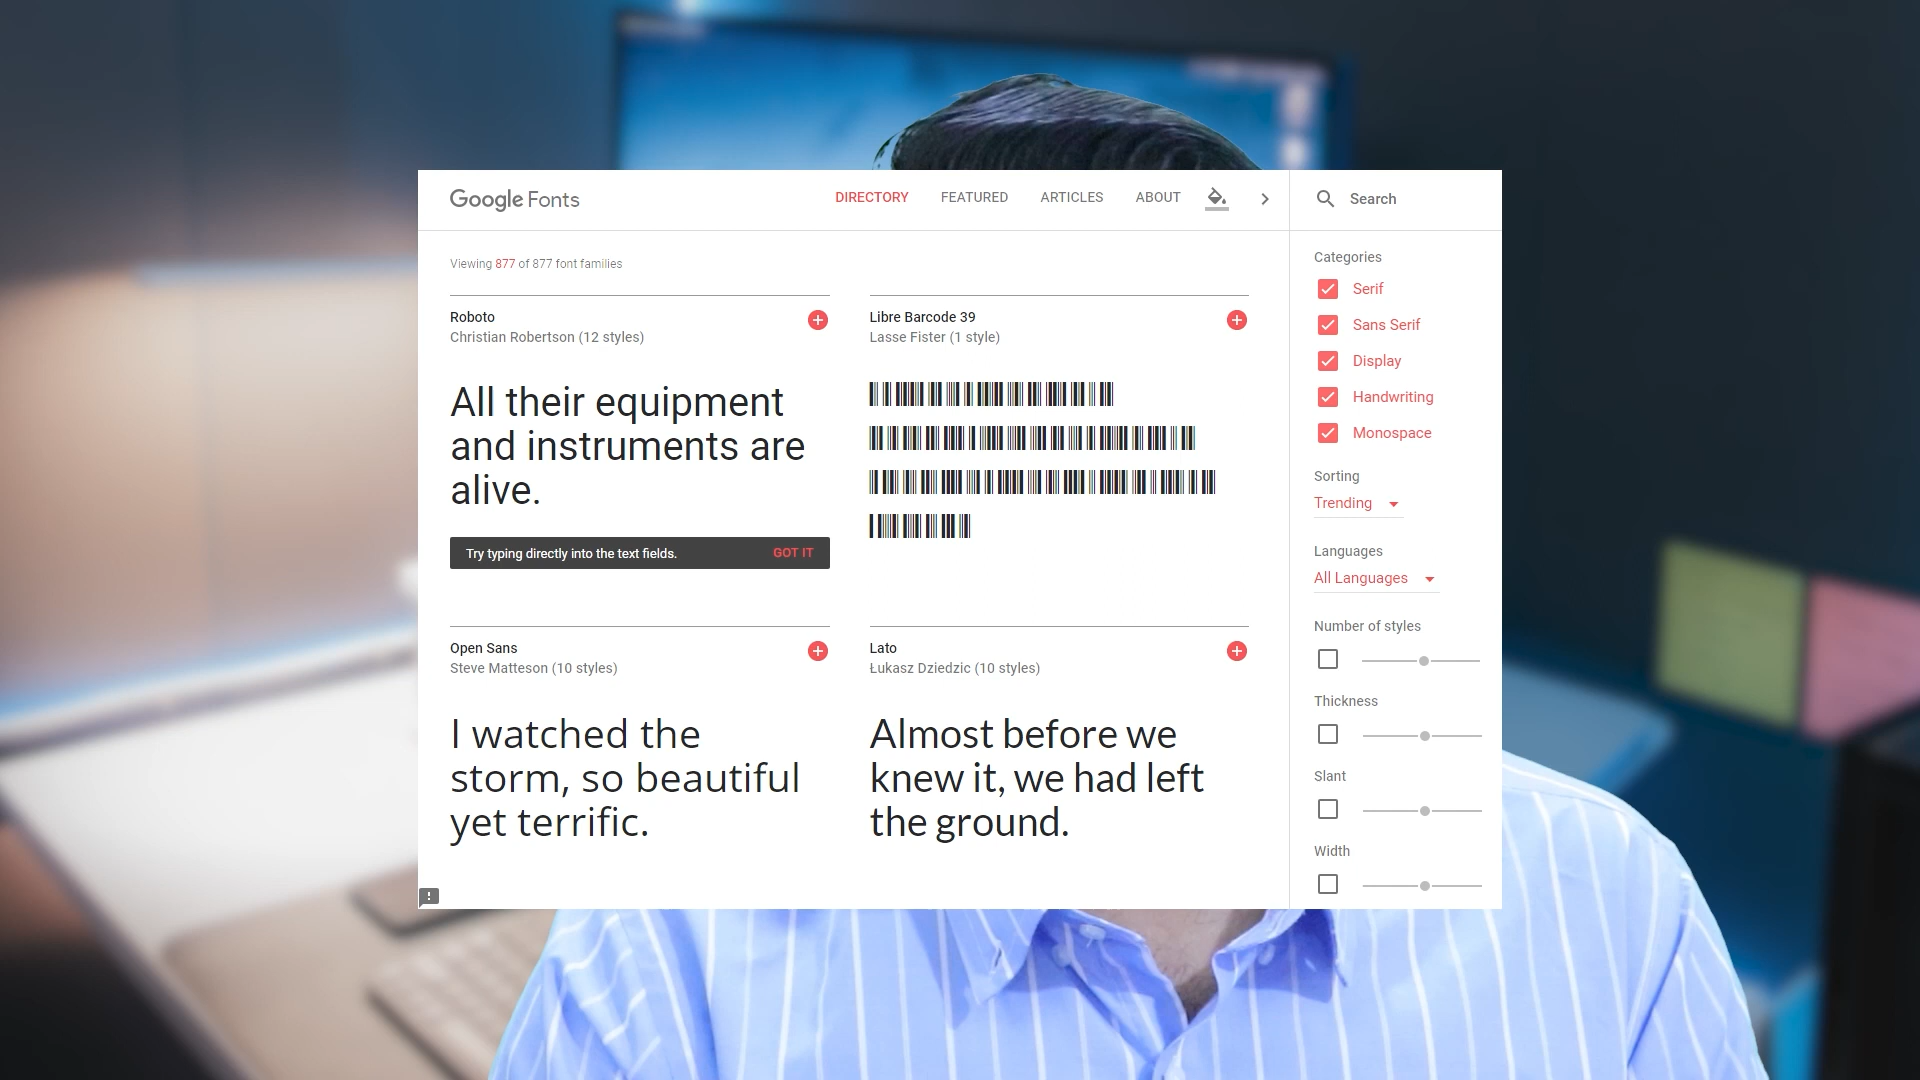 Google Fonts
DIRECTORY
FEATURED
ARTICLES
ABOUT
Search
Viewing 877 of 877 font families
Roboto
Christian Robertson (12 styles)
All their equipment
and instruments are
alive.
Try typing directly into the text fields.
GOT IT
Libre Barcode 39
Lasse Fister (1 style)
Open Sans
Steve Matteson (10 styles)
I watched the
storm, so beautiful
yet terrific.
Lato
Łukasz Dziedzic (10 styles)
Almost before we
knew it, we had left
the ground.
Categories
Serif
Sans Serif
Display
Handwriting
Monospace
Sorting
Trending
Languages
All Languages
Number of styles
Thickness
Slant
Width